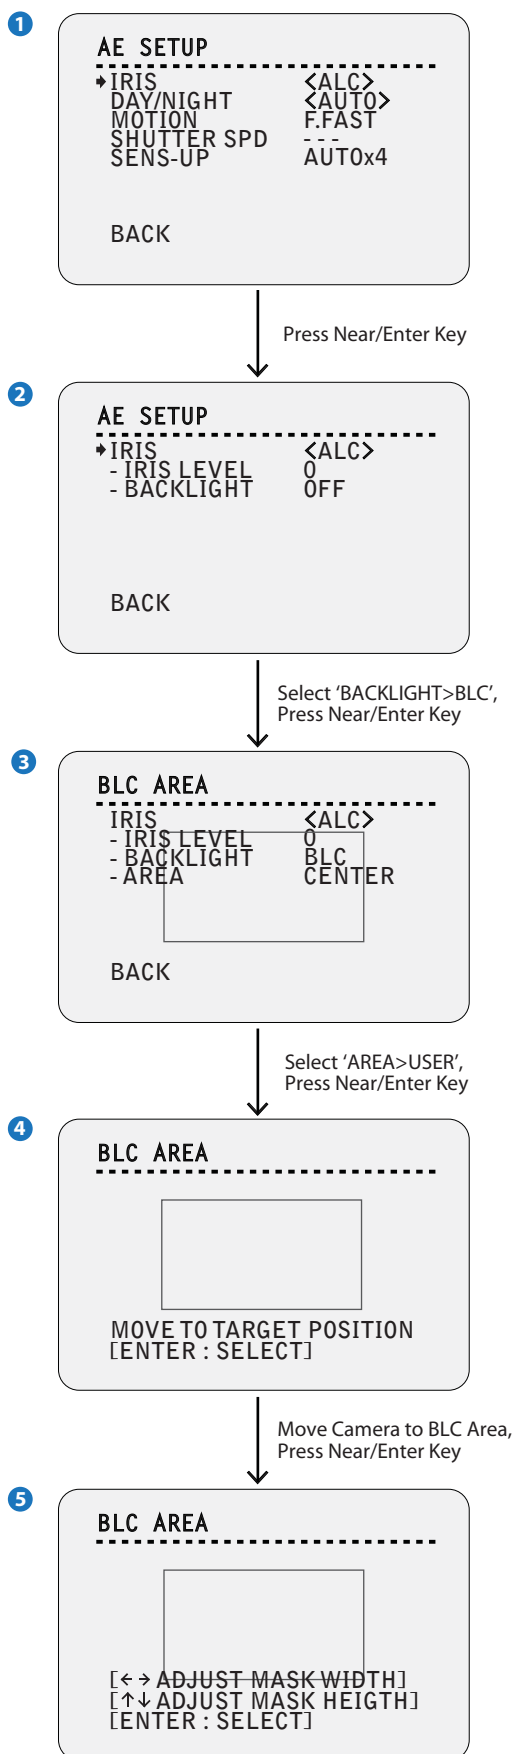 1
AE SETUP
IRIS <ALC>
DAY/NIGHT <AUTO>
MOTION F.FAST
SHUTTER SPD ---
SENS-UP AUTOx4
BACK
Press Near/Enter Key
2
AE SETUP
IRIS <ALC>
- IRIS LEVEL 0
- BACKLIGHT OFF
BACK
Select ‘BACKLIGHT>BLC’,
Press Near/Enter Key
3
BLC AREA
IRIS <ALC>
- IRIS LEVEL 0
- BACKLIGHT BLC
- AREA CENTER
BACK
Select ‘AREA>USER’,
Press Near/Enter Key
4
BLC AREA
MOVE TO TARGET POSITION
[ENTER : SELECT]
Move Camera to BLC Area,
Press Near/Enter Key
5
BLC AREA
[←→ ADJUST MASK WIDTH]
[↑↓ ADJUST MASK HEIGTH]
[ENTER : SELECT]